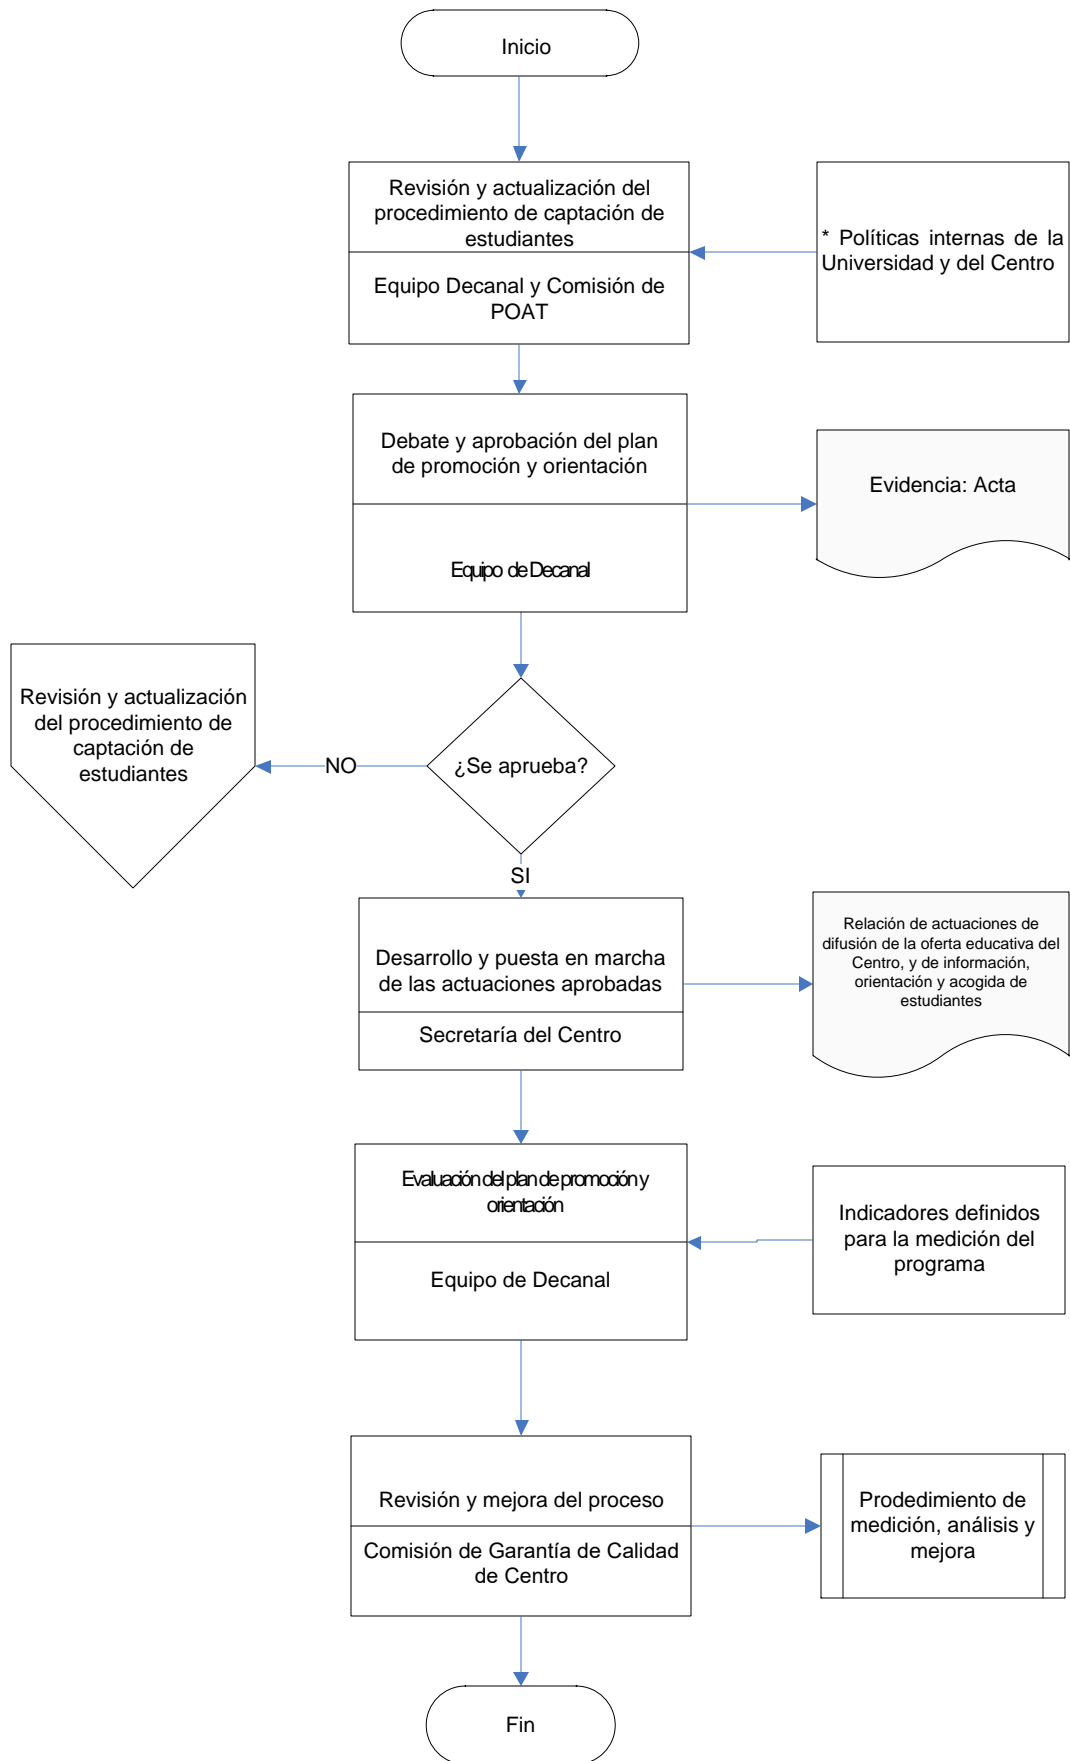 Inicio
Revisión y actualización del
procedimiento de captación de
estudiantes
Equipo Decanal y Comisión de
POAT
* Políticas internas de la
Universidad y del Centro
Debate y aprobación del plan
de promoción y orientación
Equipo de Decanal
Evidencia: Acta
Revisión y actualización
del procedimiento de
captación de
estudiantes
NO
¿Se aprueba?
SI
Desarrollo y puesta en marcha
de las actuaciones aprobadas
Secretaría del Centro
Relación de actuaciones de
difusión de la oferta educativa del
Centro, y de información,
orientación y acogida de
estudiantes
Evaluación del plan de promoción y
orientación
Equipo de Decanal
Indicadores definidos
para la medición del
programa
Revisión y mejora del proceso
Comisión de Garantía de Calidad
de Centro
Prodedimiento de
medición, análisis y
mejora
Fin